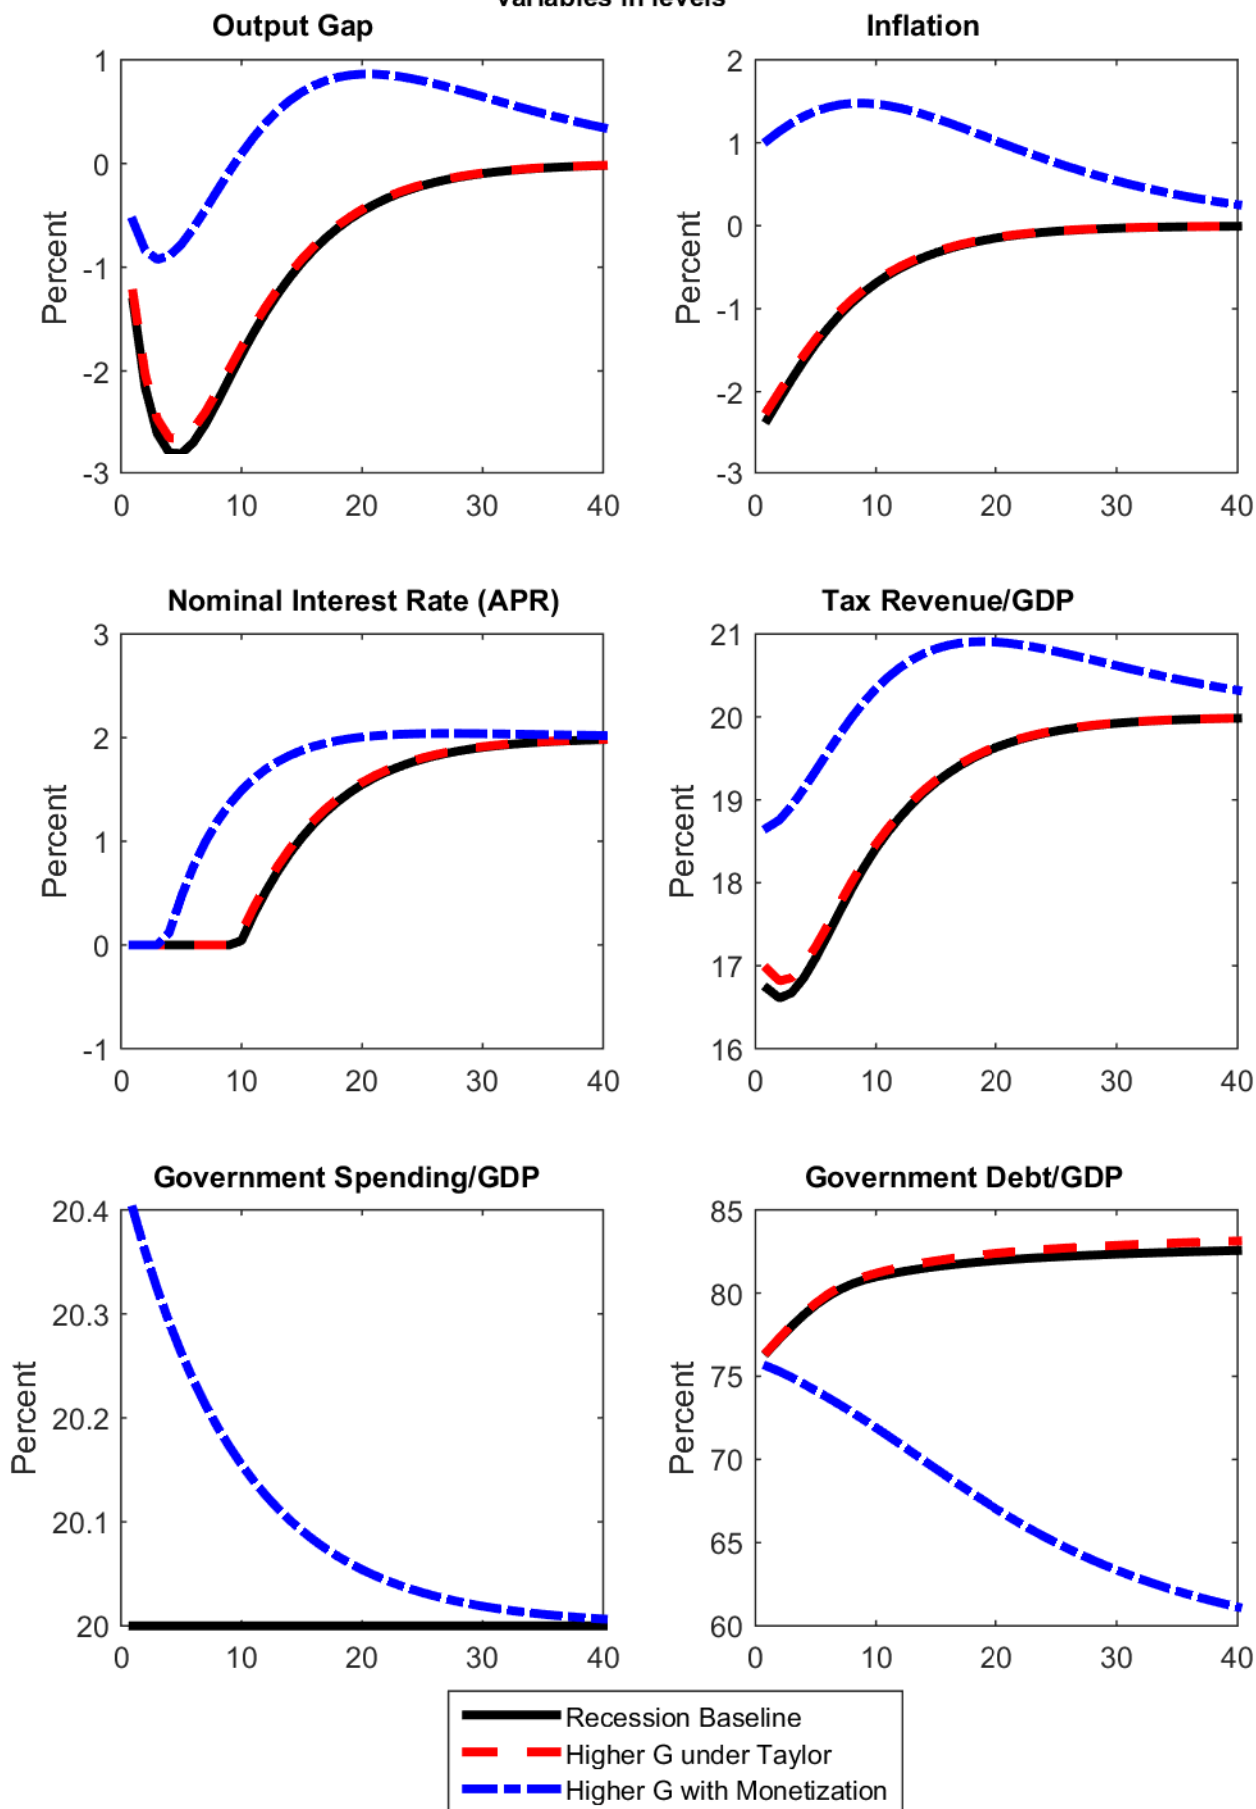 Variables in levels
Output Gap
Inflation
Percent
1
0
-1
-2
-3
0 10 20 30 40
Percent
2
1
0
-1
-2
-3
0 10 20 30 40
Nominal Interest Rate (APR)
Tax Revenue/GDP
Percent
3
2
1
0
-1
0 10 20 30 40
Percent
21
20
19
18
17
16
0 10 20 30 40
Government Spending/GDP
Government Debt/GDP
Percent
20.4
20.3
20.2
20.1
20
0 10 20 30 40
Percent
85
80
75
70
65
60
0 10 20 30 40
Recession Baseline
Higher G under Taylor
Higher G with Monetization